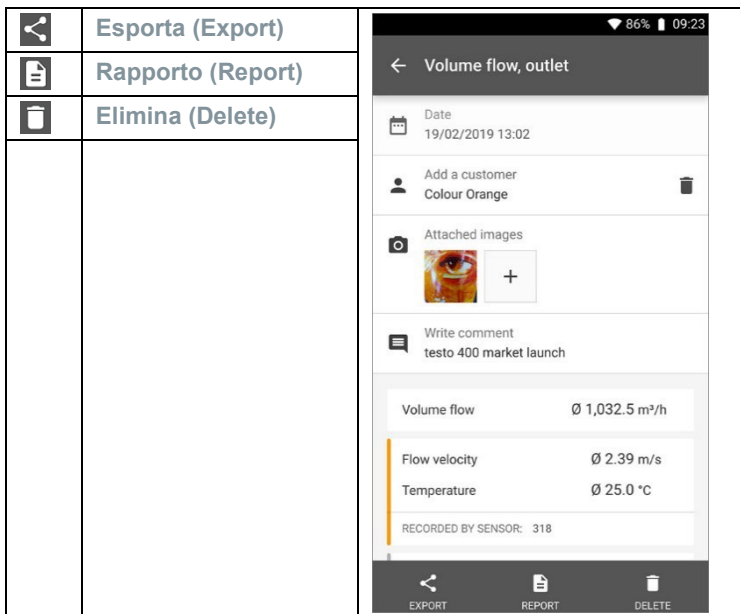 Esporta (Export)
Rapporto (Report)
Elimina (Delete)
86% 09:23
Volume flow, outlet
Date
19/02/2019 13:02
Add a customer
Colour Orange
Attached images
+
Write comment
testo 400 market launch
Volume flow Ø 1,032.5 m³/h
Flow velocity Ø 2.39 m/s
Temperature Ø 25.0 °C
RECORDED BY SENSOR: 318
EXPORT REPORT DELETE